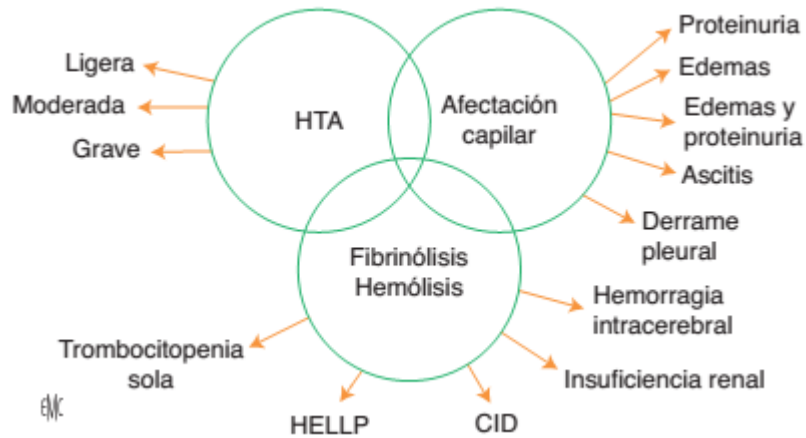 Ligera
Moderada
Grave
HTA
Afectación
capilar
Proteinuria
Edemas
Edemas y
proteinuria
Ascitis
Derrame
pleural
Fibrinólisis
Hemólisis
Hemorragia
intracerebral
Trombocitopenia
sola
Insuficiencia renal
HELLP
CID
EMC